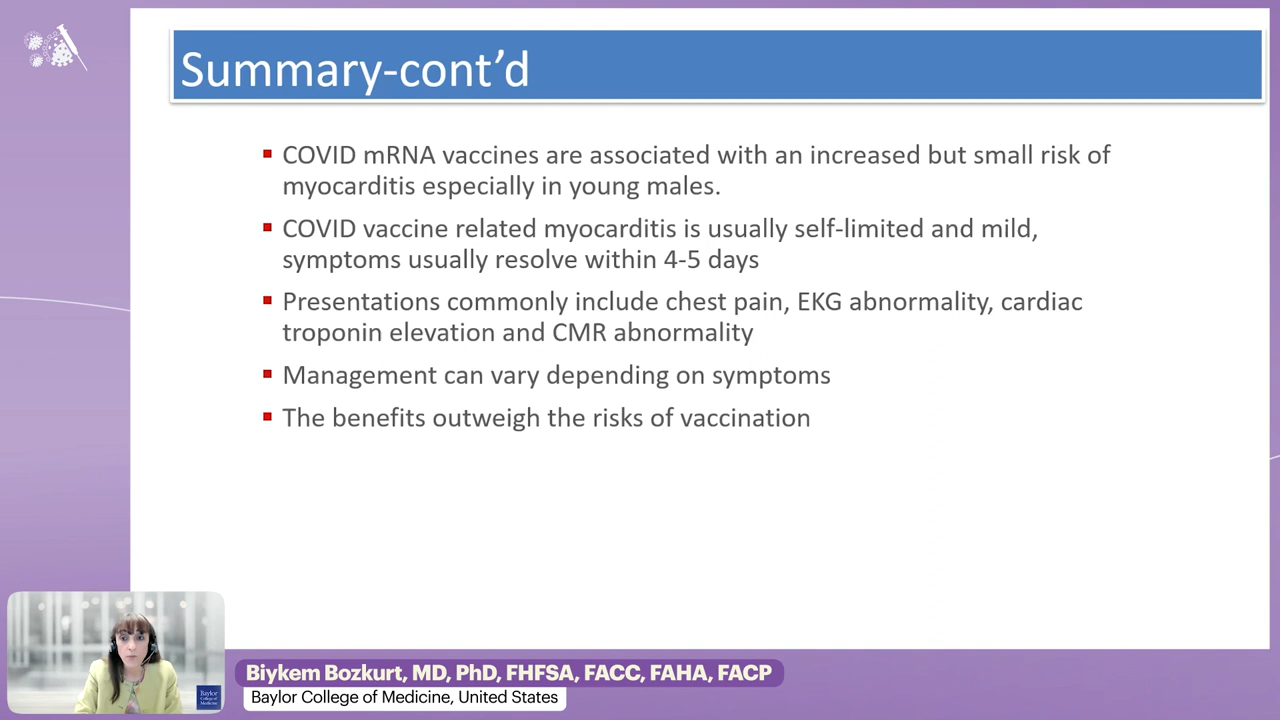 Summary-cont’d
COVID mRNA vaccines are associated with an increased but small risk of
myocarditis especially in young males.
COVID vaccine related myocarditis is usually self-limited and mild,
symptoms usually resolve within 4-5 days
Presentations commonly include chest pain, EKG abnormality, cardiac
troponin elevation and CMR abnormality
Management can vary depending on symptoms
The benefits outweigh the risks of vaccination
Baylor
College of
Medicine
Biykem Bozkurt, MD, PhD, FHFSA, FACC, FAHA, FACP
Baylor College of Medicine, United States